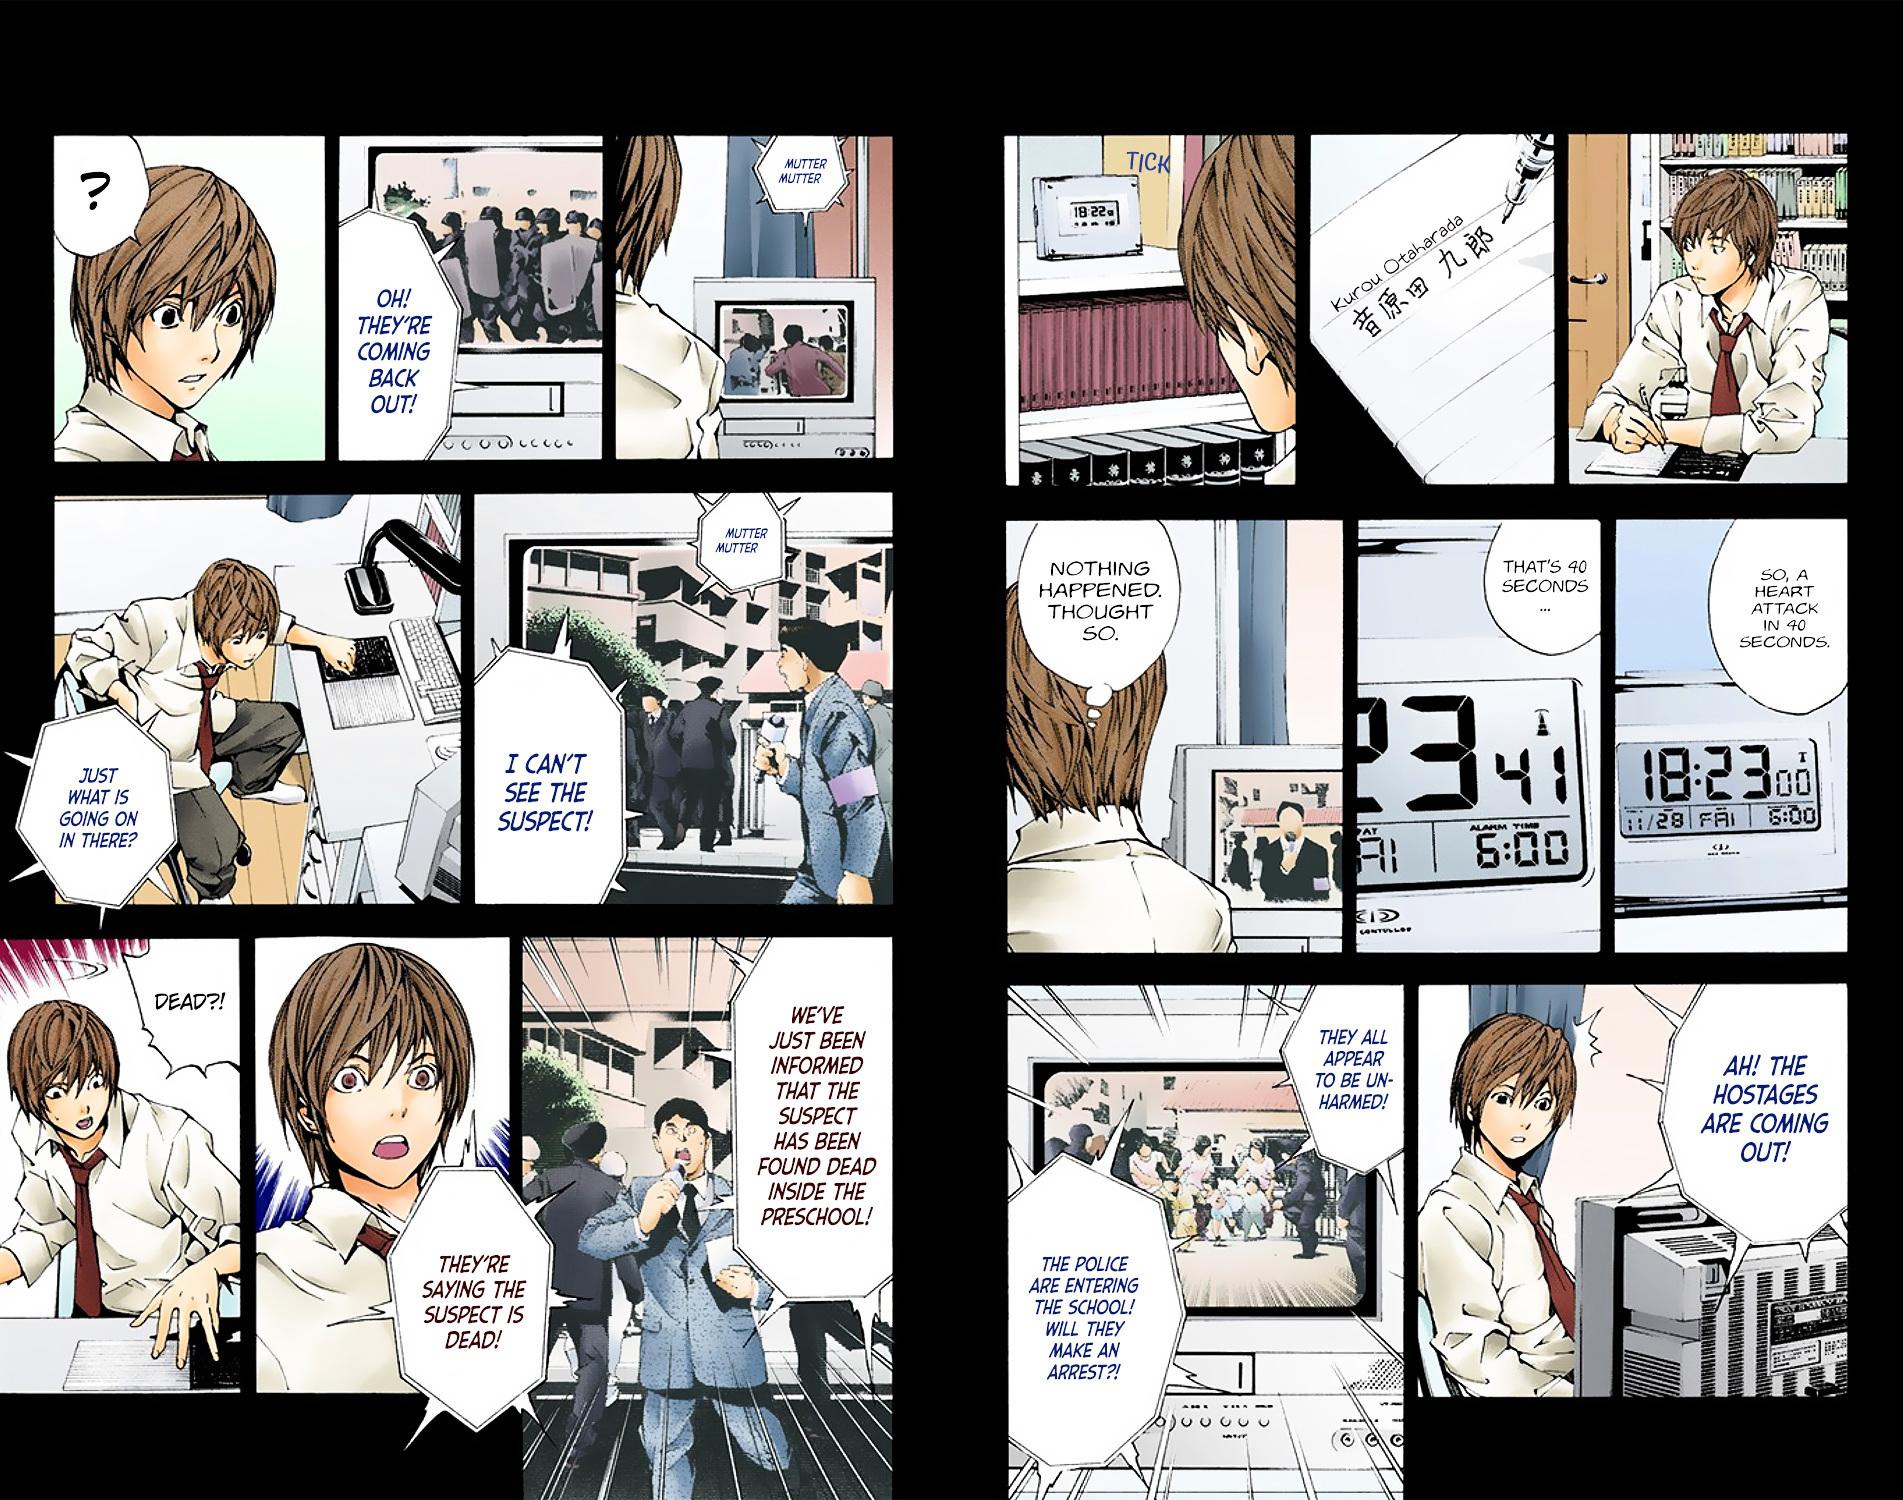 TICK
18:22
Kurou Otaharada
音原田 九郎
SO, A
HEART
ATTACK
IN 40
SECONDS.
18:23 00
11/28 FRI 6:00
THAT'S 40
SECONDS
...
23 41
ALARM TIME
6:00
NOTHING
HAPPENED.
THOUGHT
SO.
AH! THE
HOSTAGES
ARE COMING
OUT!
THEY ALL
APPEAR
TO BE UN-
HARMED!
THE POLICE
ARE ENTERING
THE SCHOOL!
WILL THEY
MAKE AN
ARREST?!
MUTTER
MUTTER
OH!
THEY'RE
COMING
BACK
OUT!
?
MUTTER
MUTTER
I CAN'T
SEE THE
SUSPECT!
JUST
WHAT IS
GOING ON
IN THERE?
WE'VE
JUST BEEN
INFORMED
THAT THE
SUSPECT
HAS BEEN
FOUND DEAD
INSIDE THE
PRESCHOOL!
THEY'RE
SAYING THE
SUSPECT IS
DEAD!
DEAD?!